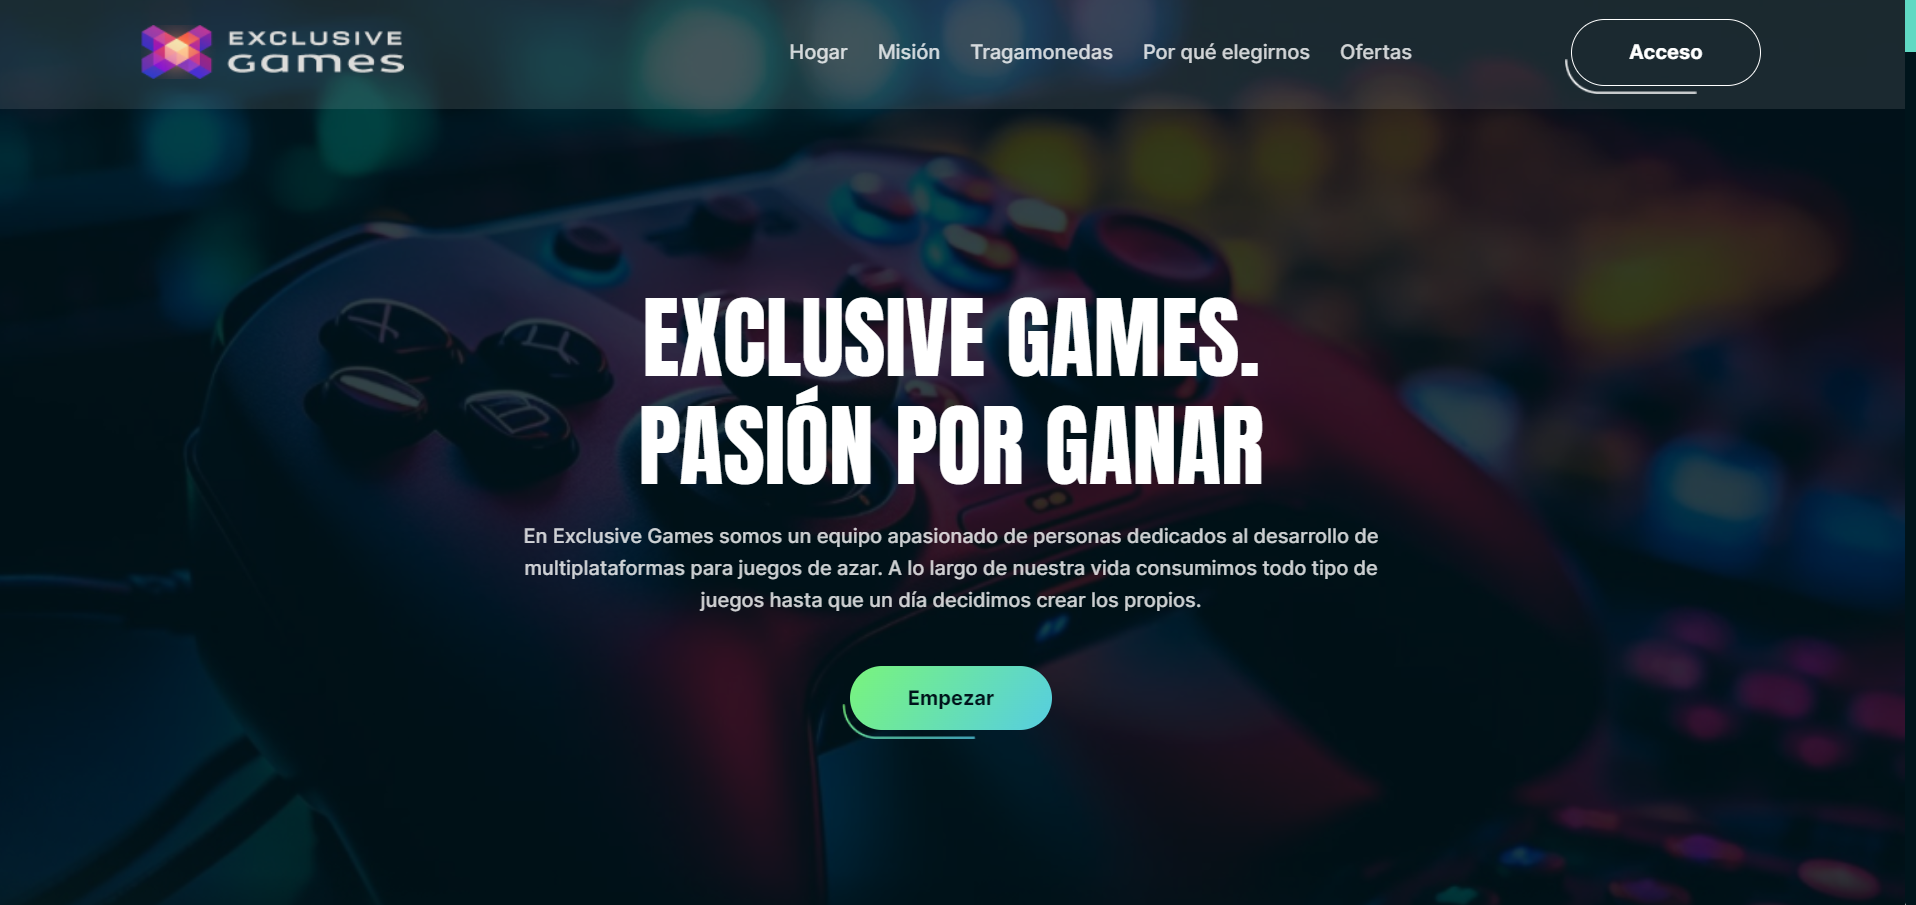 EXCLUSIVE
games
Hogar
Misión
Tragamonedas
Por qué elegirnos
Ofertas
Acceso
EXCLUSIVE GAMES.
PASIÓN POR GANAR
En Exclusive Games somos un equipo apasionado de personas dedicados al desarrollo de
multiplataformas para juegos de azar. A lo largo de nuestra vida consumimos todo tipo de
juegos hasta que un día decidimos crear los propios.
Empezar
X
B